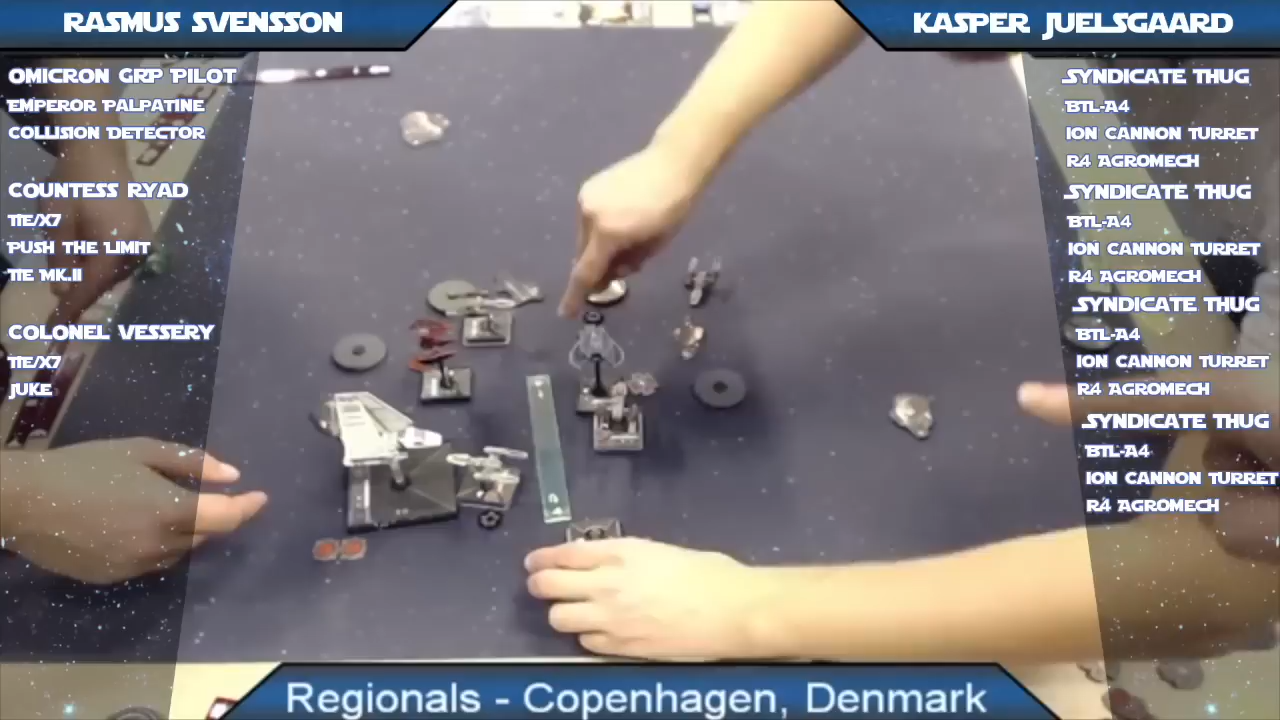 RASMUS SVENSSON
KASPER JUELSGAARD
OMICRON GRP PILOT
EMPEROR PALPATINE
COLLISION DETECTOR
COUNTESS RYAD
TIE/X7
PUSH THE LIMIT
TIE MK.II
COLONEL VESSERY
TIE/X7
JUKE
SYNDICATE THUG
BTL-A4
ION CANNON TURRET
R4 AGROMECH
SYNDICATE THUG
BTL-A4
ION CANNON TURRET
R4 AGROMECH
SYNDICATE THUG
BTL-A4
ION CANNON TURRET
R4 AGROMECH
SYNDICATE THUG
BTL-A4
ION CANNON TURRET
R4 AGROMECH
Regionals - Copenhagen, Denmark